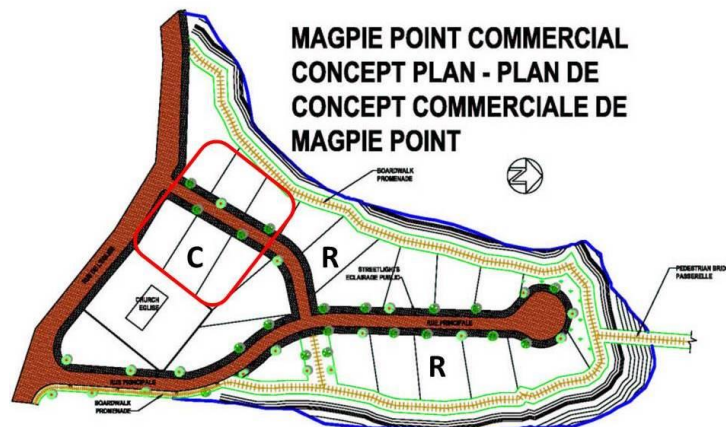 MAGPIE POINT COMMERCIAL
CONCEPT PLAN - PLAN DE
CONCEPT COMMERCIALE DE
MAGPIE POINT
BOARDWALK
PROMENADE
N
C
R
STREETLIGHTS
ECLAIRAGE PUBLIC
PEDESTRIAN BRID
PASSERELLE
CHURCH
EGLISE
RUE PRINCIPALE
R
RUE PRINCIPALE
BOARDWALK
PROMENADE